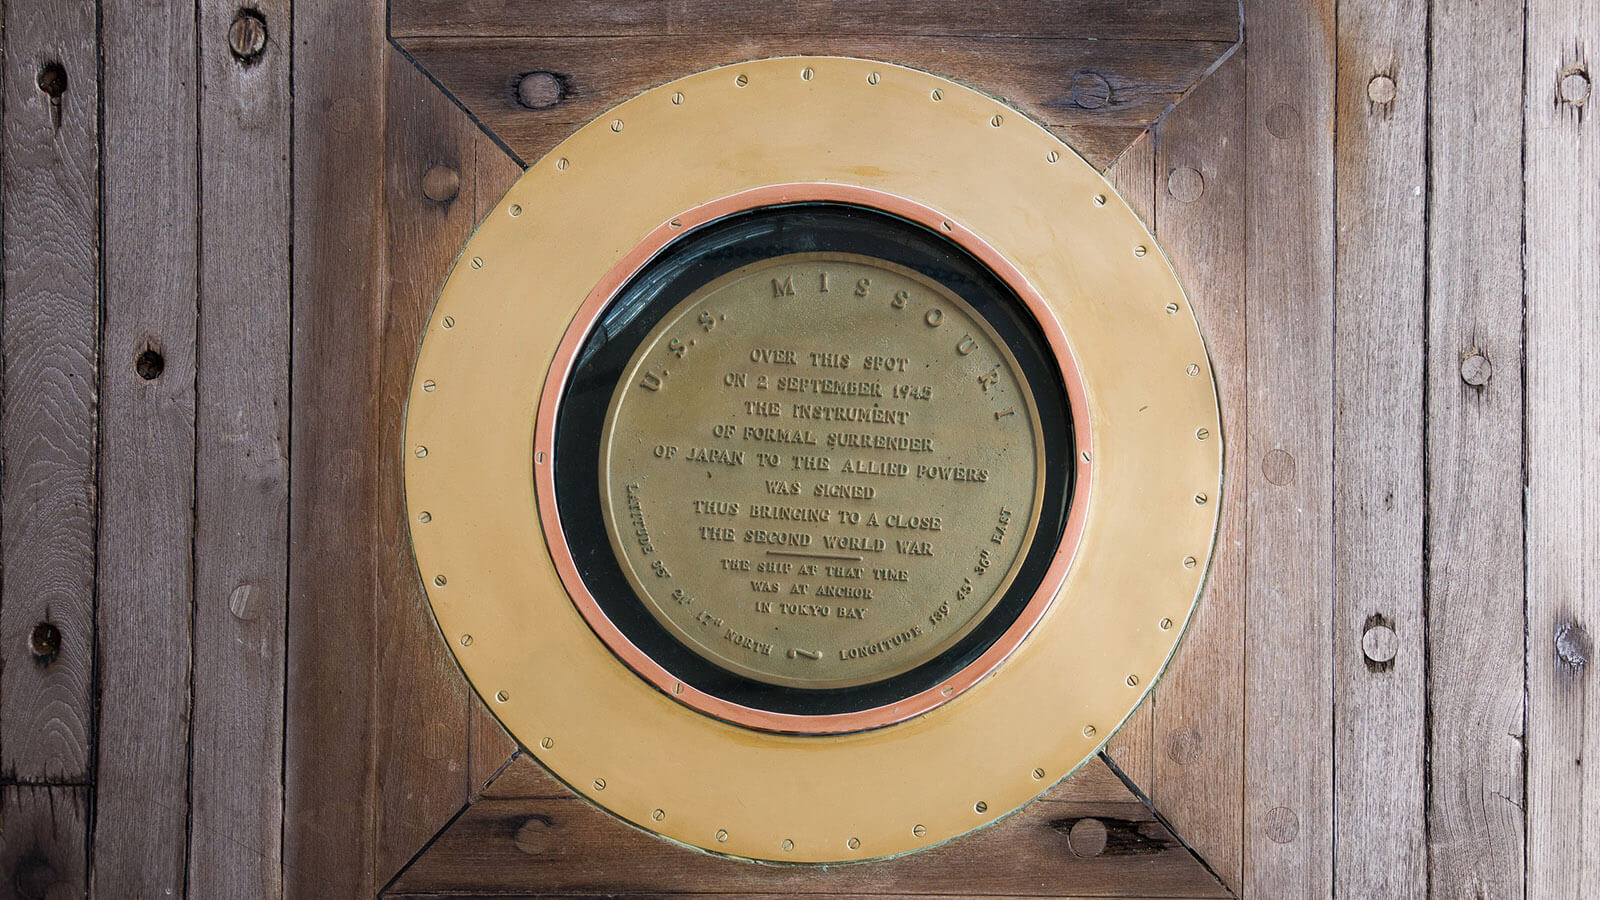 U.S.S. MISSOURI
OVER THIS SPOT
ON 2 SEPTEMBER 1945
THE INSTRUMENT
OF FORMAL SURRENDER
OF JAPAN TO THE ALLIED POWERS
WAS SIGNED
THUS BRINGING TO A CLOSE
THE SECOND WORLD WAR
THE SHIP AT THAT TIME
WAS AT ANCHOR
IN TOKYO BAY
LATITUDE 35° 21' 17" NORTH ~ LONGITUDE 139° 45' 36" EAST